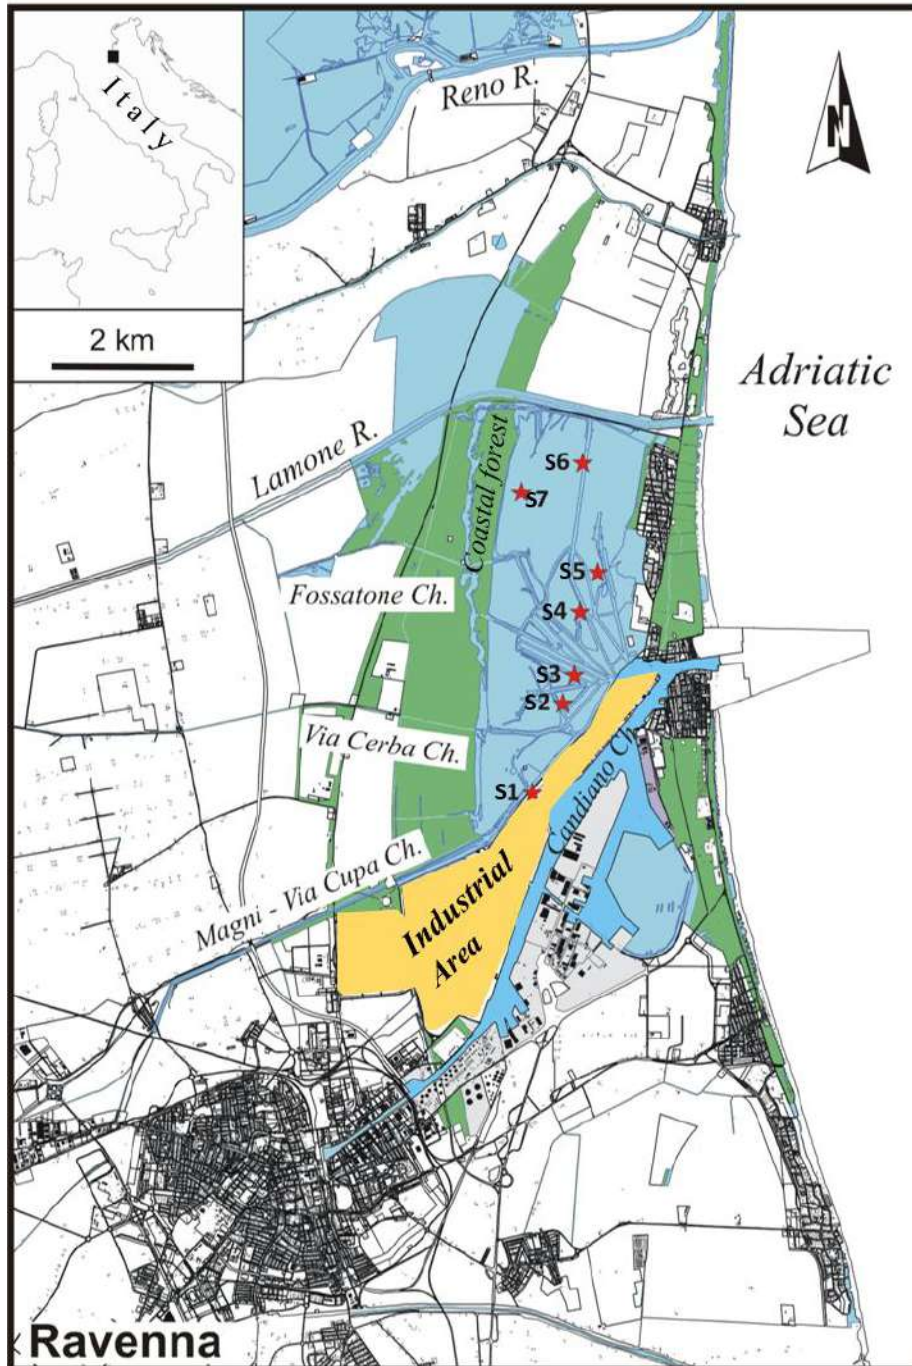 Italy
2 km
Reno R.
N
Adriatic
Sea
Lamone R.
Coastal forest
S6
S7
Fossatone Ch.
S5
S4
S3
S2
Via Cerba Ch.
S1
Candiano Ch.
Magni - Via Cupa Ch.
Industrial
Area
Ravenna